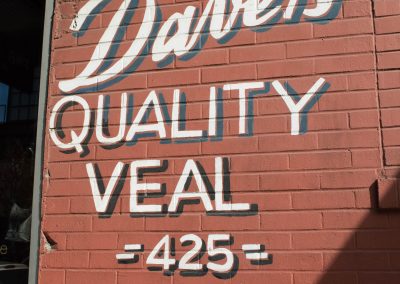 Dave's
QUALITY
VEAL
=425=